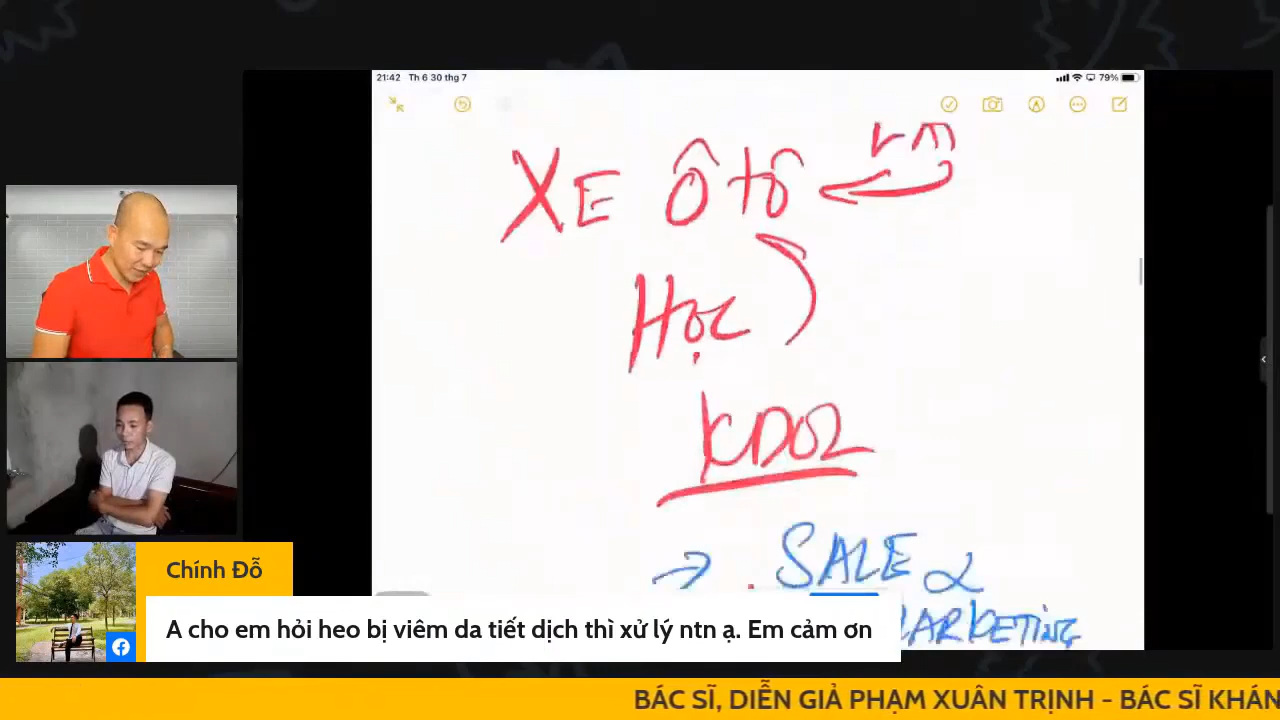 21:42 Th 6 30 thg 7
79%
XE Ô tô
Học
KD02
→ SALE &
MARKETING
Chính Đỗ
A cho em hỏi heo bị viêm da tiết dịch thì xử lý ntn ạ. Em cảm ơn
BÁC SĨ, DIỄN GIẢ PHẠM XUÂN TRỊNH - BÁC SĨ KHÁN